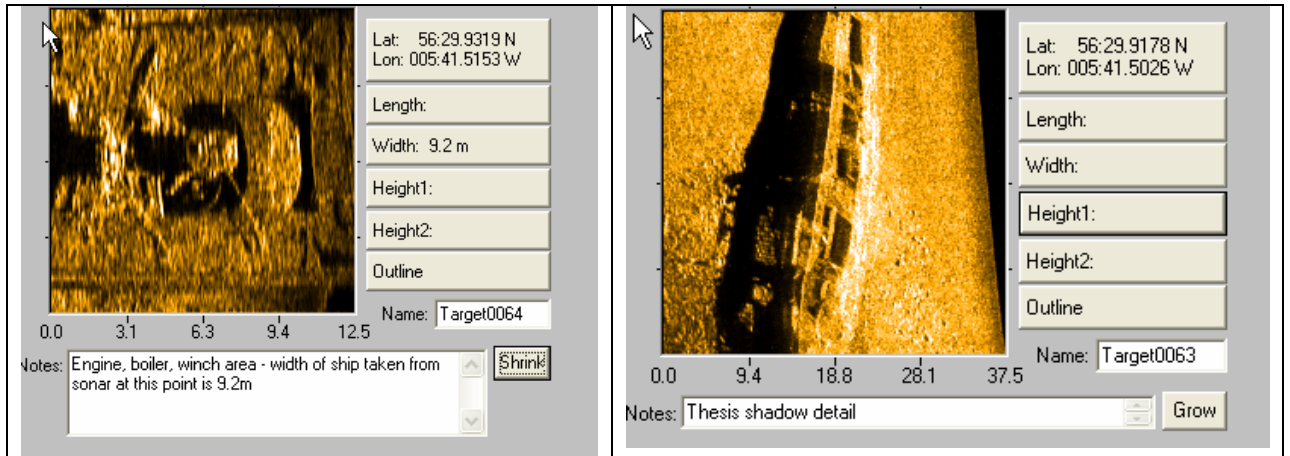 Lat: 56:29.9319 N
Lon: 005:41.5153 W
Length:
Width: 9.2 m
Height1:
Height2:
Outline
Name: Target0064
0.0 3.1 6.3 9.4 12.5
Notes: Engine, boiler, winch area - width of ship taken from
sonar at this point is 9.2m
Shrink
Lat: 56:29.9178 N
Lon: 005:41.5026 W
Length:
Width:
Height1:
Height2:
Outline
Name: Target0063
0.0 9.4 18.8 28.1 37.5
Notes: Thesis shadow detail
Grow